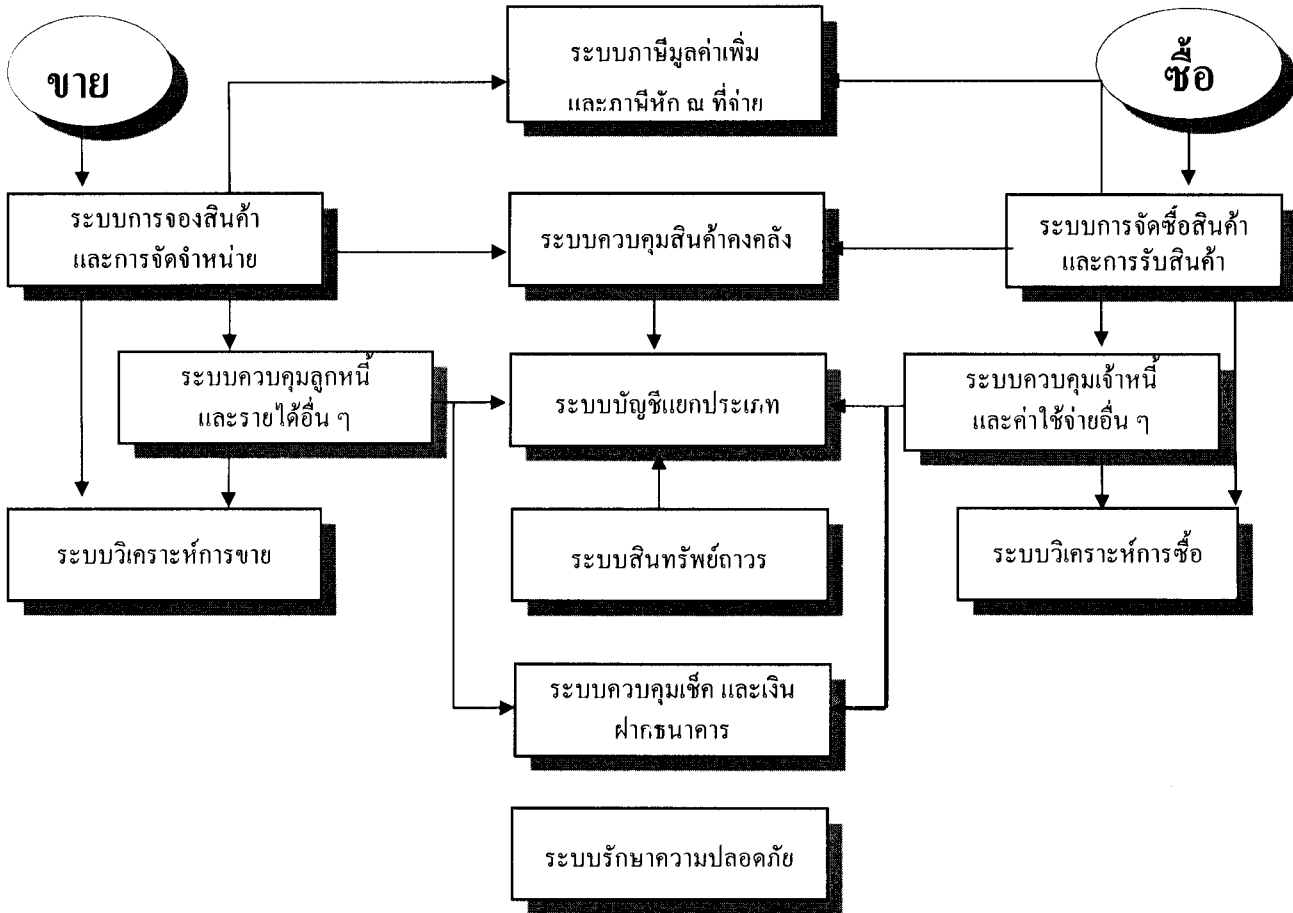 ขาย
ระบบภาษีมูลค่าเพิ่ม
และภาษีหัก ณ ที่จ่าย
ซื้อ
ระบบการจองสินค้า
และการจัดจำหน่าย
ระบบควบคุมสินค้าคงคลัง
ระบบการจัดซื้อสินค้า
และการรับสินค้า
ระบบควบคุมลูกหนี้
และรายได้อื่น ๆ
ระบบบัญชีแยกประเภท
ระบบควบคุมเจ้าหนี้
และค่าใช้จ่ายอื่น ๆ
ระบบวิเคราะห์การขาย
ระบบสินทรัพย์ถาวร
ระบบวิเคราะห์การซื้อ
ระบบควบคุมเช็ค และเงิน
ฝากธนาคาร
ระบบรักษาความปลอดภัย